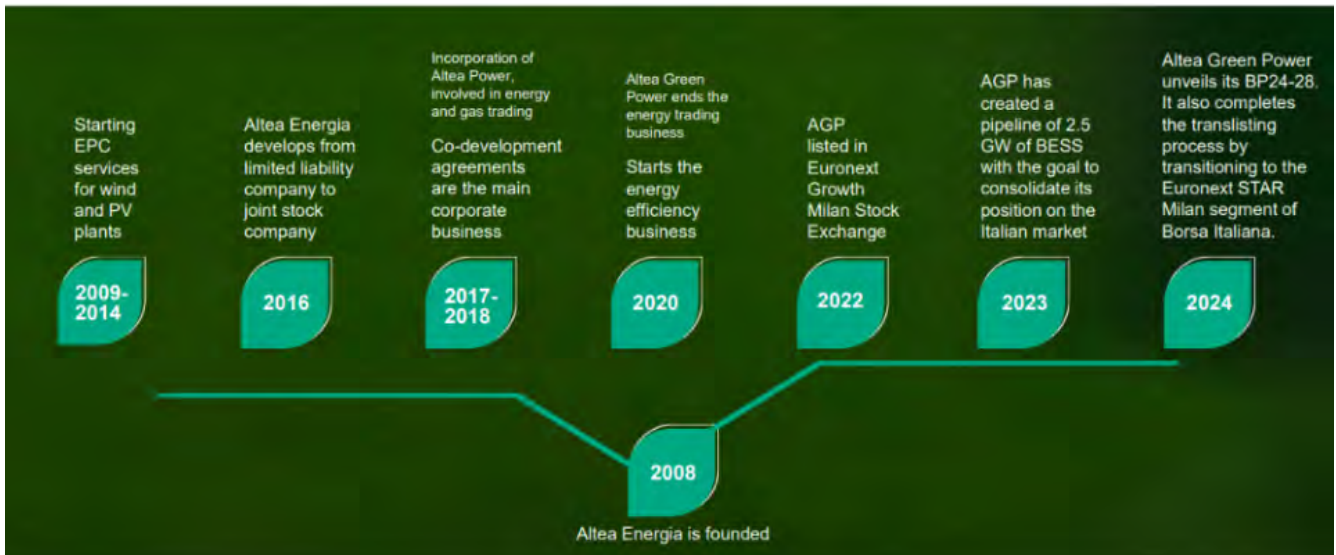 Starting
EPC
services
for wind
and PV
plants
2009-
2014
Altea Energia
develops from
limited liability
company to
joint stock
company
2016
Incorporation of
Altea Power,
involved in energy
and gas trading
Co-development
agreements
are the main
corporate
business
2017-
2018
Altea Green
Power ends the
energy trading
business
Starts the
energy
efficiency
business
2020
AGP
listed in
Euronext
Growth
Milan Stock
Exchange
2022
AGP has
created a
pipeline of 2.5
GW of BESS
with the goal to
consolidate its
position on the
Italian market
2023
Altea Green Power
unveils its BP24-28.
It also completes
the translisting
process by
transitioning to the
Euronext STAR
Milan segment of
Borsa Italiana.
2024
2008
Altea Energia is founded